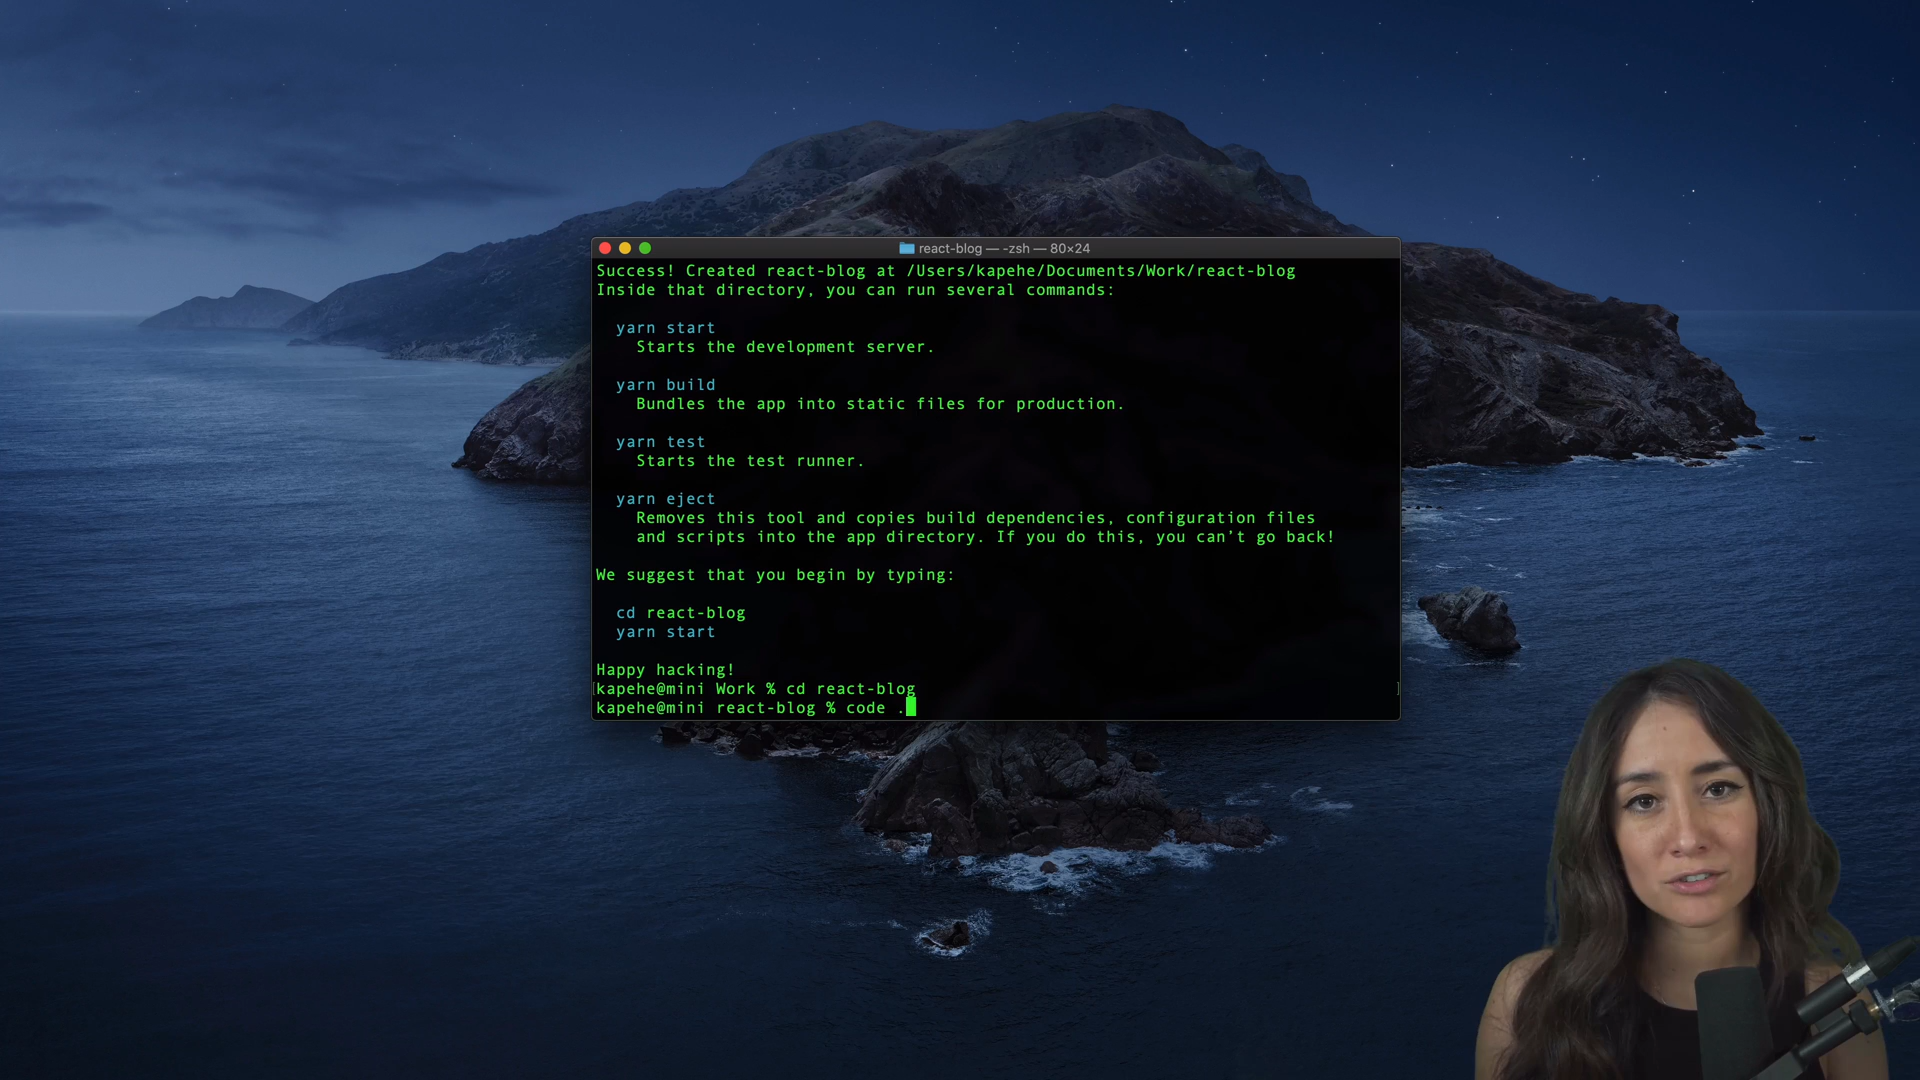 react-blog — -zsh — 80×24
Success! Created react-blog at /Users/kapehe/Documents/Work/react-blog
Inside that directory, you can run several commands:
yarn start
Starts the development server.
yarn build
Bundles the app into static files for production.
yarn test
Starts the test runner.
yarn eject
Removes this tool and copies build dependencies, configuration files
and scripts into the app directory. If you do this, you can’t go back!
We suggest that you begin by typing:
cd react-blog
yarn start
Happy hacking!
kapehe@mini Work % cd react-blog
kapehe@mini react-blog % code .